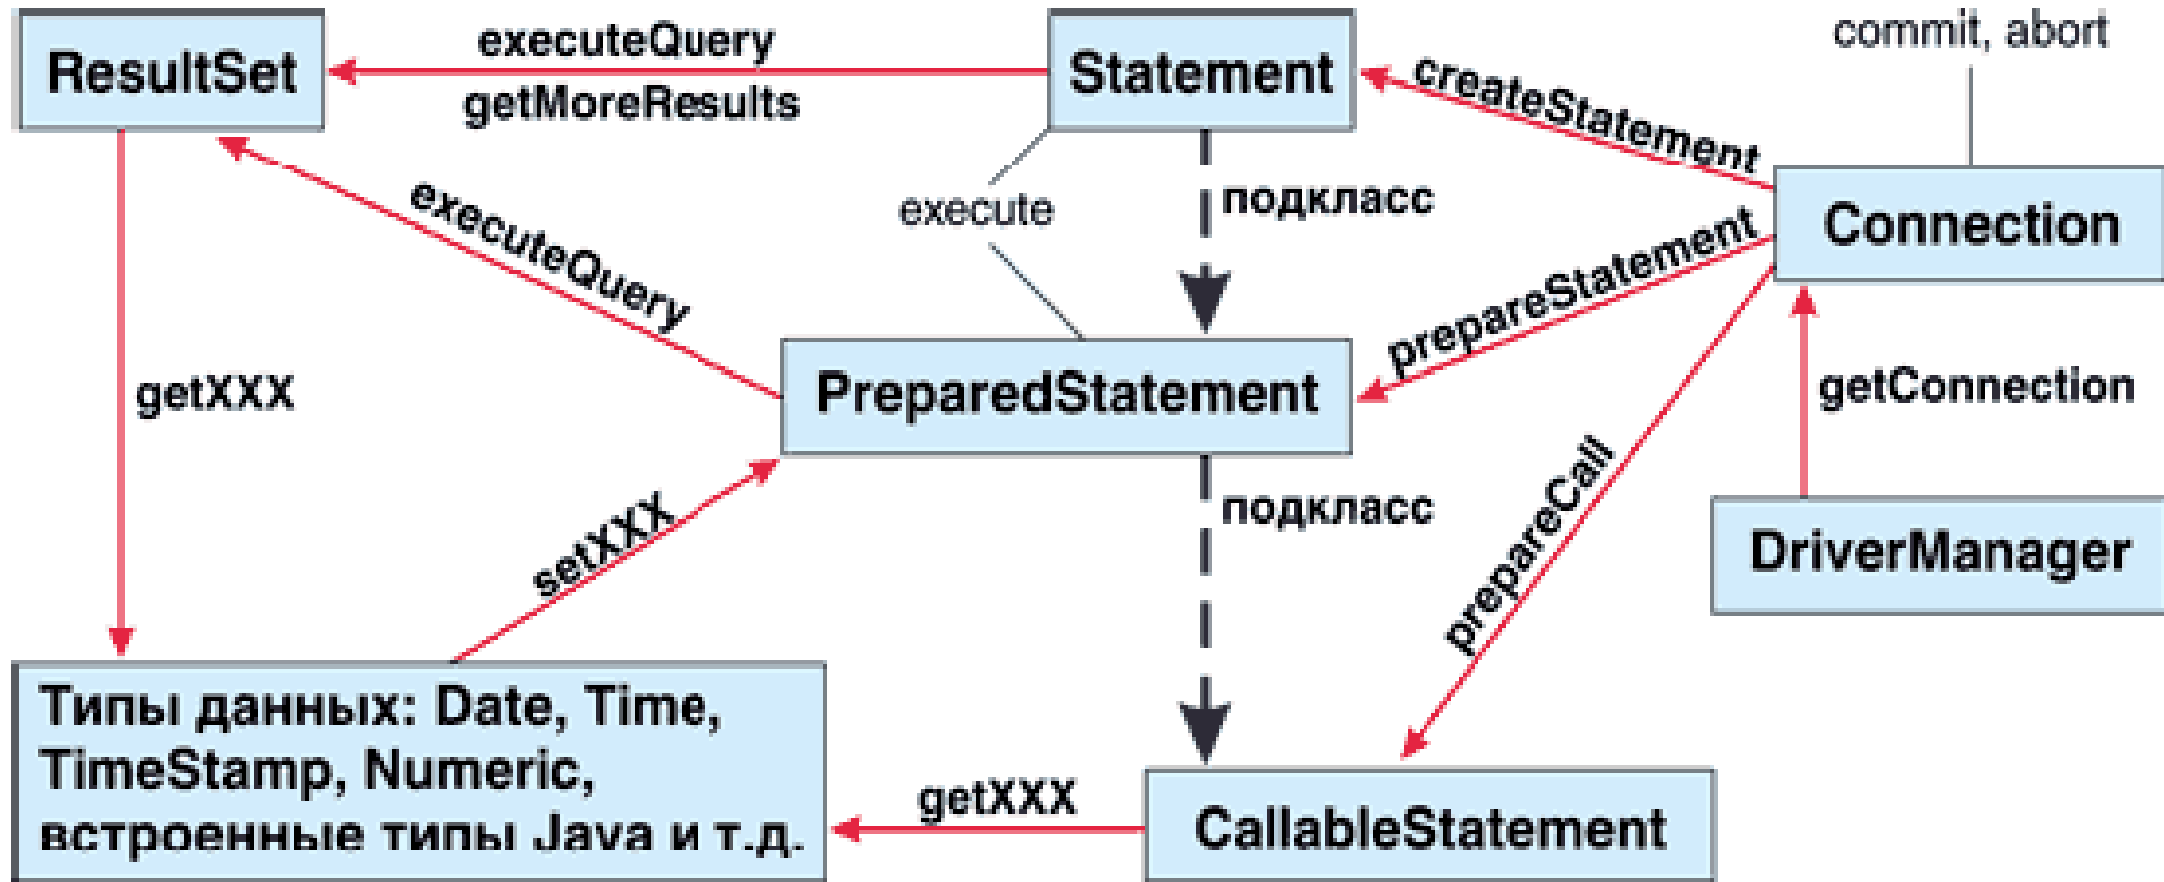 commit, abort
executeQuery
ResultSet
Statement
createStatement
getMoreResults
подкласс
execute
executeQuery
Connection
prepareStatement
getXXX
PreparedStatement
getConnection
prepareCall
setXXX
подкласс
DriverManager
Типы данных: Date, Time,
TimeStamp, Numeric,
встроенные типы Java и т.д.
getXXX
CallableStatement